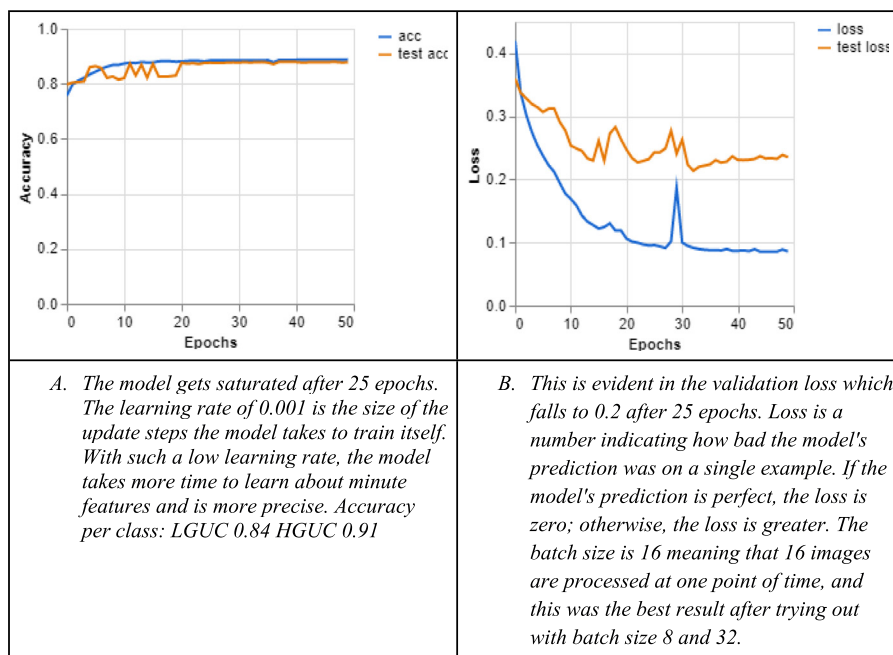 1.0
0.8
0.6
0.4
0.2
0.0
Accuracy
0
10
20
30
40
50
Epochs
acc
test acc
0.4
0.3
0.2
0.1
0.0
Loss
0
10
20
30
40
50
Epochs
loss
test loss
A. The model gets saturated after 25 epochs.
The learning rate of 0.001 is the size of the
update steps the model takes to train itself.
With such a low learning rate, the model
takes more time to learn about minute
features and is more precise. Accuracy
per class: LGUC 0.84 HGUC 0.91
B. This is evident in the validation loss which
falls to 0.2 after 25 epochs. Loss is a
number indicating how bad the model's
prediction was on a single example. If the
model's prediction is perfect, the loss is
zero; otherwise, the loss is greater. The
batch size is 16 meaning that 16 images
are processed at one point of time, and
this was the best result after trying out
with batch size 8 and 32.